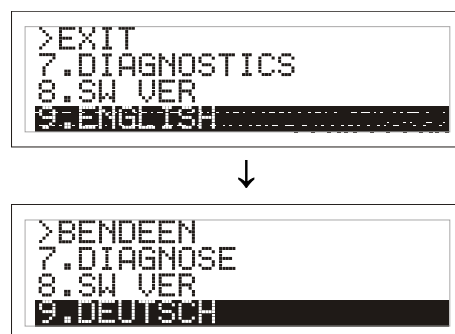 >EXIT
7.DIAGNOSTICS
8.SW VER
9.ENGLISH
↓
>BENDEEN
7.DIAGNOSE
8.SW VER
9.DEUTSCH